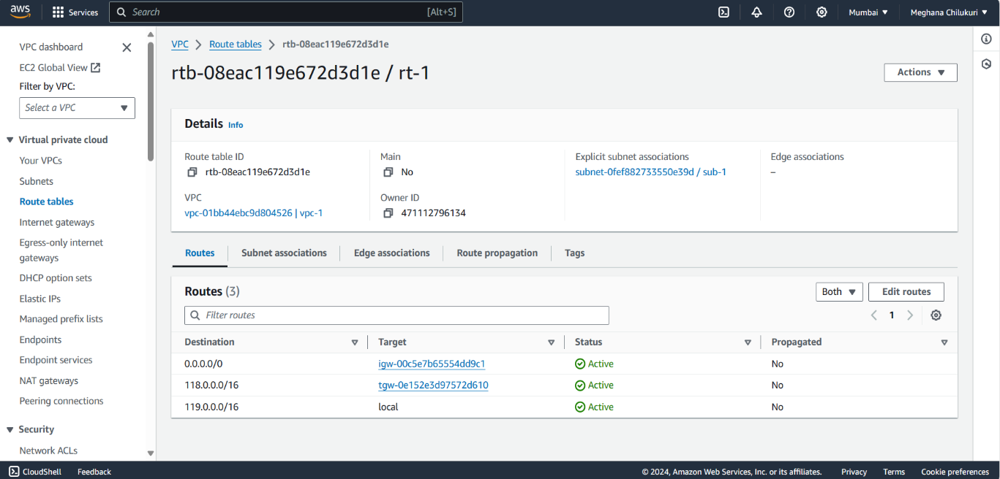 aws
Services
Search [Alt+S]
Mumbai
Meghana Chilukuri
VPC dashboard
EC2 Global View
Filter by VPC:
Select a VPC
Virtual private cloud
Your VPCs
Subnets
Route tables
Internet gateways
Egress-only internet
gateways
DHCP option sets
Elastic IPs
Managed prefix lists
Endpoints
Endpoint services
NAT gateways
Peering connections
Security
Network ACLs
VPC Route tables rtb-08eac119e672d3d1e
rtb-08eac119e672d3d1e / rt-1
Actions
Details Info
Route table ID
rtb-08eac119e672d3d1e
VPC
vpc-01bb44ebc9d804526 | vpc-1
Main
No
Owner ID
471112796134
Explicit subnet associations
subnet-0fef882733550e39d / sub-1
Edge associations
–
Routes Subnet associations Edge associations Route propagation Tags
Routes (3)
Both
Edit routes
Filter routes
1
Destination Target Status Propagated
0.0.0.0/0 igw-00c5e7b65554dd9c1 Active No
118.0.0.0/16 tgw-0e152e3d97572d610 Active No
119.0.0.0/16 local Active No
CloudShell Feedback © 2024, Amazon Web Services, Inc. or its affiliates. Privacy Terms Cookie preferences